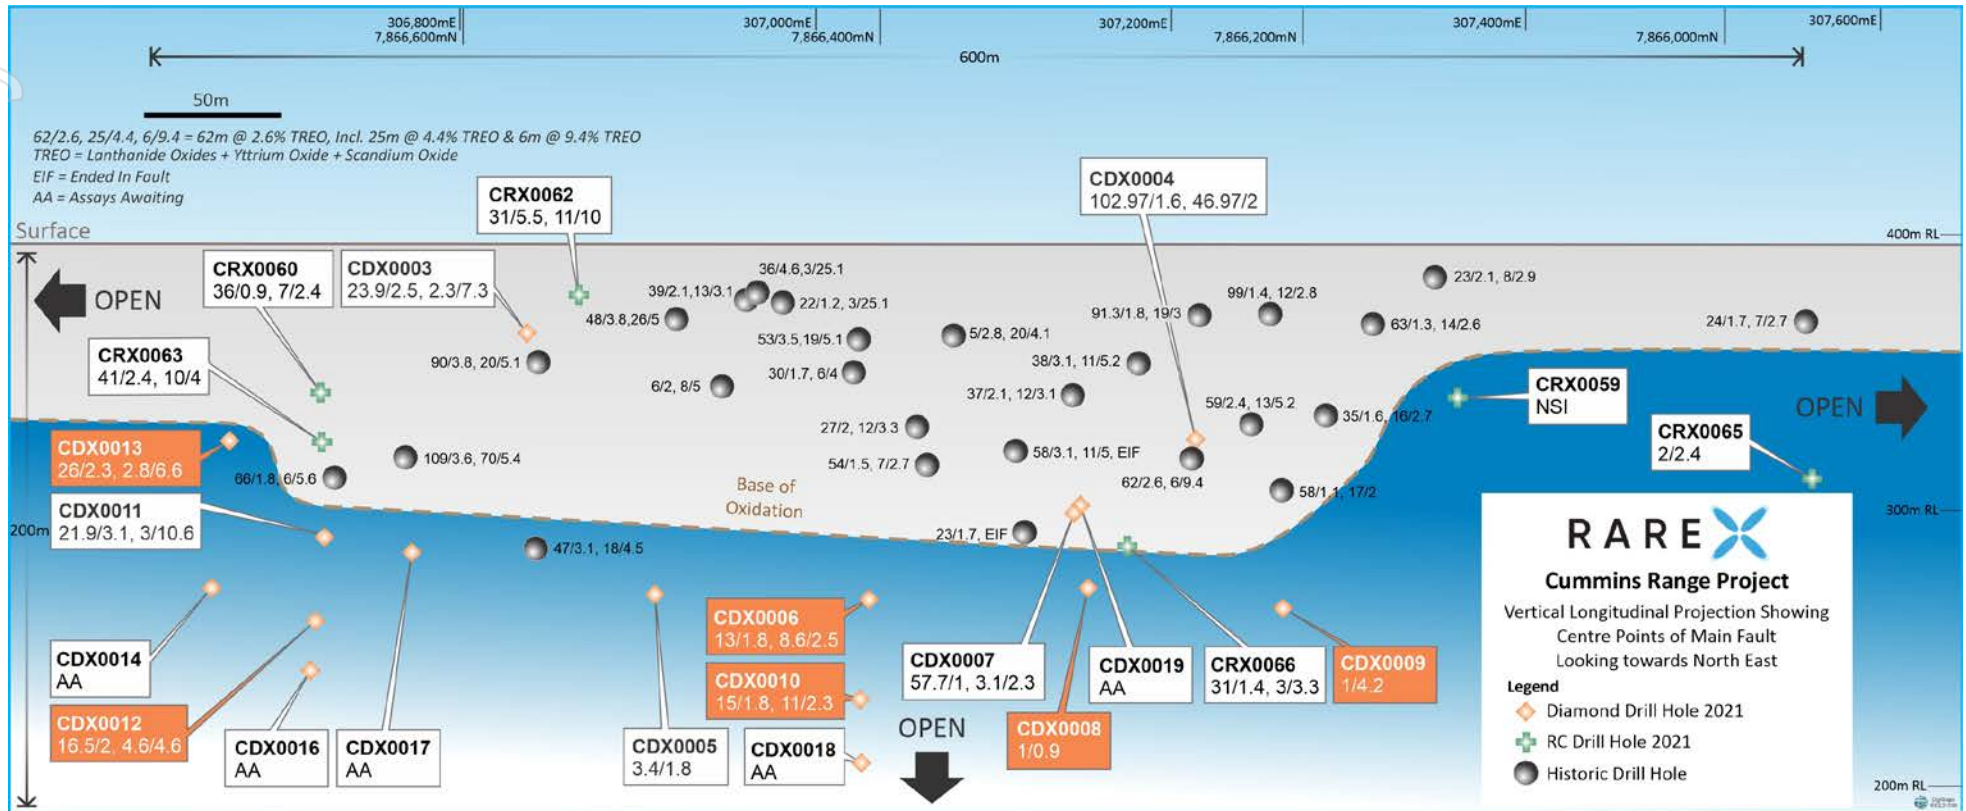 306,800mE
7,866,600mN
307,000mE
7,866,400mN
307,200mE
7,866,200mN
307,400mE
7,866,000mN
307,600mE
600m
50m
62/2.6, 25/4.4, 6/9.4 = 62m @ 2.6% TREO, Incl. 25m @ 4.4% TREO & 6m @ 9.4% TREO
TREO = Lanthanide Oxides + Yttrium Oxide + Scandium Oxide
EIF = Ended In Fault
AA = Assays Awaiting
CRX0062
31/5.5, 11/10
CDX0004
102.97/1.6, 46.97/2
Surface
400m RL
OPEN
CRX0060
36/0.9, 7/2.4
CDX0003
23.9/2.5, 2.3/7.3
36/4.6,3/25.1
39/2.1,13/3.1
22/1.2, 3/25.1
48/3.8,26/5
53/3.5,19/5.1
5/2.8, 20/4.1
91.3/1.8, 19/3
99/1.4, 12/2.8
23/2.1, 8/2.9
63/1.3, 14/2.6
24/1.7, 7/2.7
CRX0063
41/2.4, 10/4
90/3.8, 20/5.1
6/2, 8/5
30/1.7, 6/4
38/3.1, 11/5.2
37/2.1, 12/3.1
59/2.4, 13/5.2
35/1.6, 16/2.7
CRX0059
NSI
OPEN
CDX0013
26/2.3, 2.8/6.6
109/3.6, 70/5.4
66/1.8, 6/5.6
27/2, 12/3.3
54/1.5, 7/2.7
58/3.1, 11/5, EIF
62/2.6, 6/9.4
58/1.1, 17/2
CRX0065
2/2.4
Base of
Oxidation
CDX0011
21.9/3.1, 3/10.6
200m
300m RL
23/1.7, EIF
47/3.1, 18/4.5
CDX0014
AA
CDX0012
16.5/2, 4.6/4.6
CDX0016
AA
CDX0017
AA
CDX0005
3.4/1.8
CDX0006
13/1.8, 8.6/2.5
CDX0010
15/1.8, 11/2.3
CDX0018
AA
OPEN
CDX0007
57.7/1, 3.1/2.3
CDX0008
1/0.9
CDX0019
AA
CRX0066
31/1.4, 3/3.3
CDX0009
1/4.2
RAREX
Cummins Range Project
Vertical Longitudinal Projection Showing
Centre Points of Main Fault
Looking towards North East
Legend
Diamond Drill Hole 2021
RC Drill Hole 2021
Historic Drill Hole
200m RL